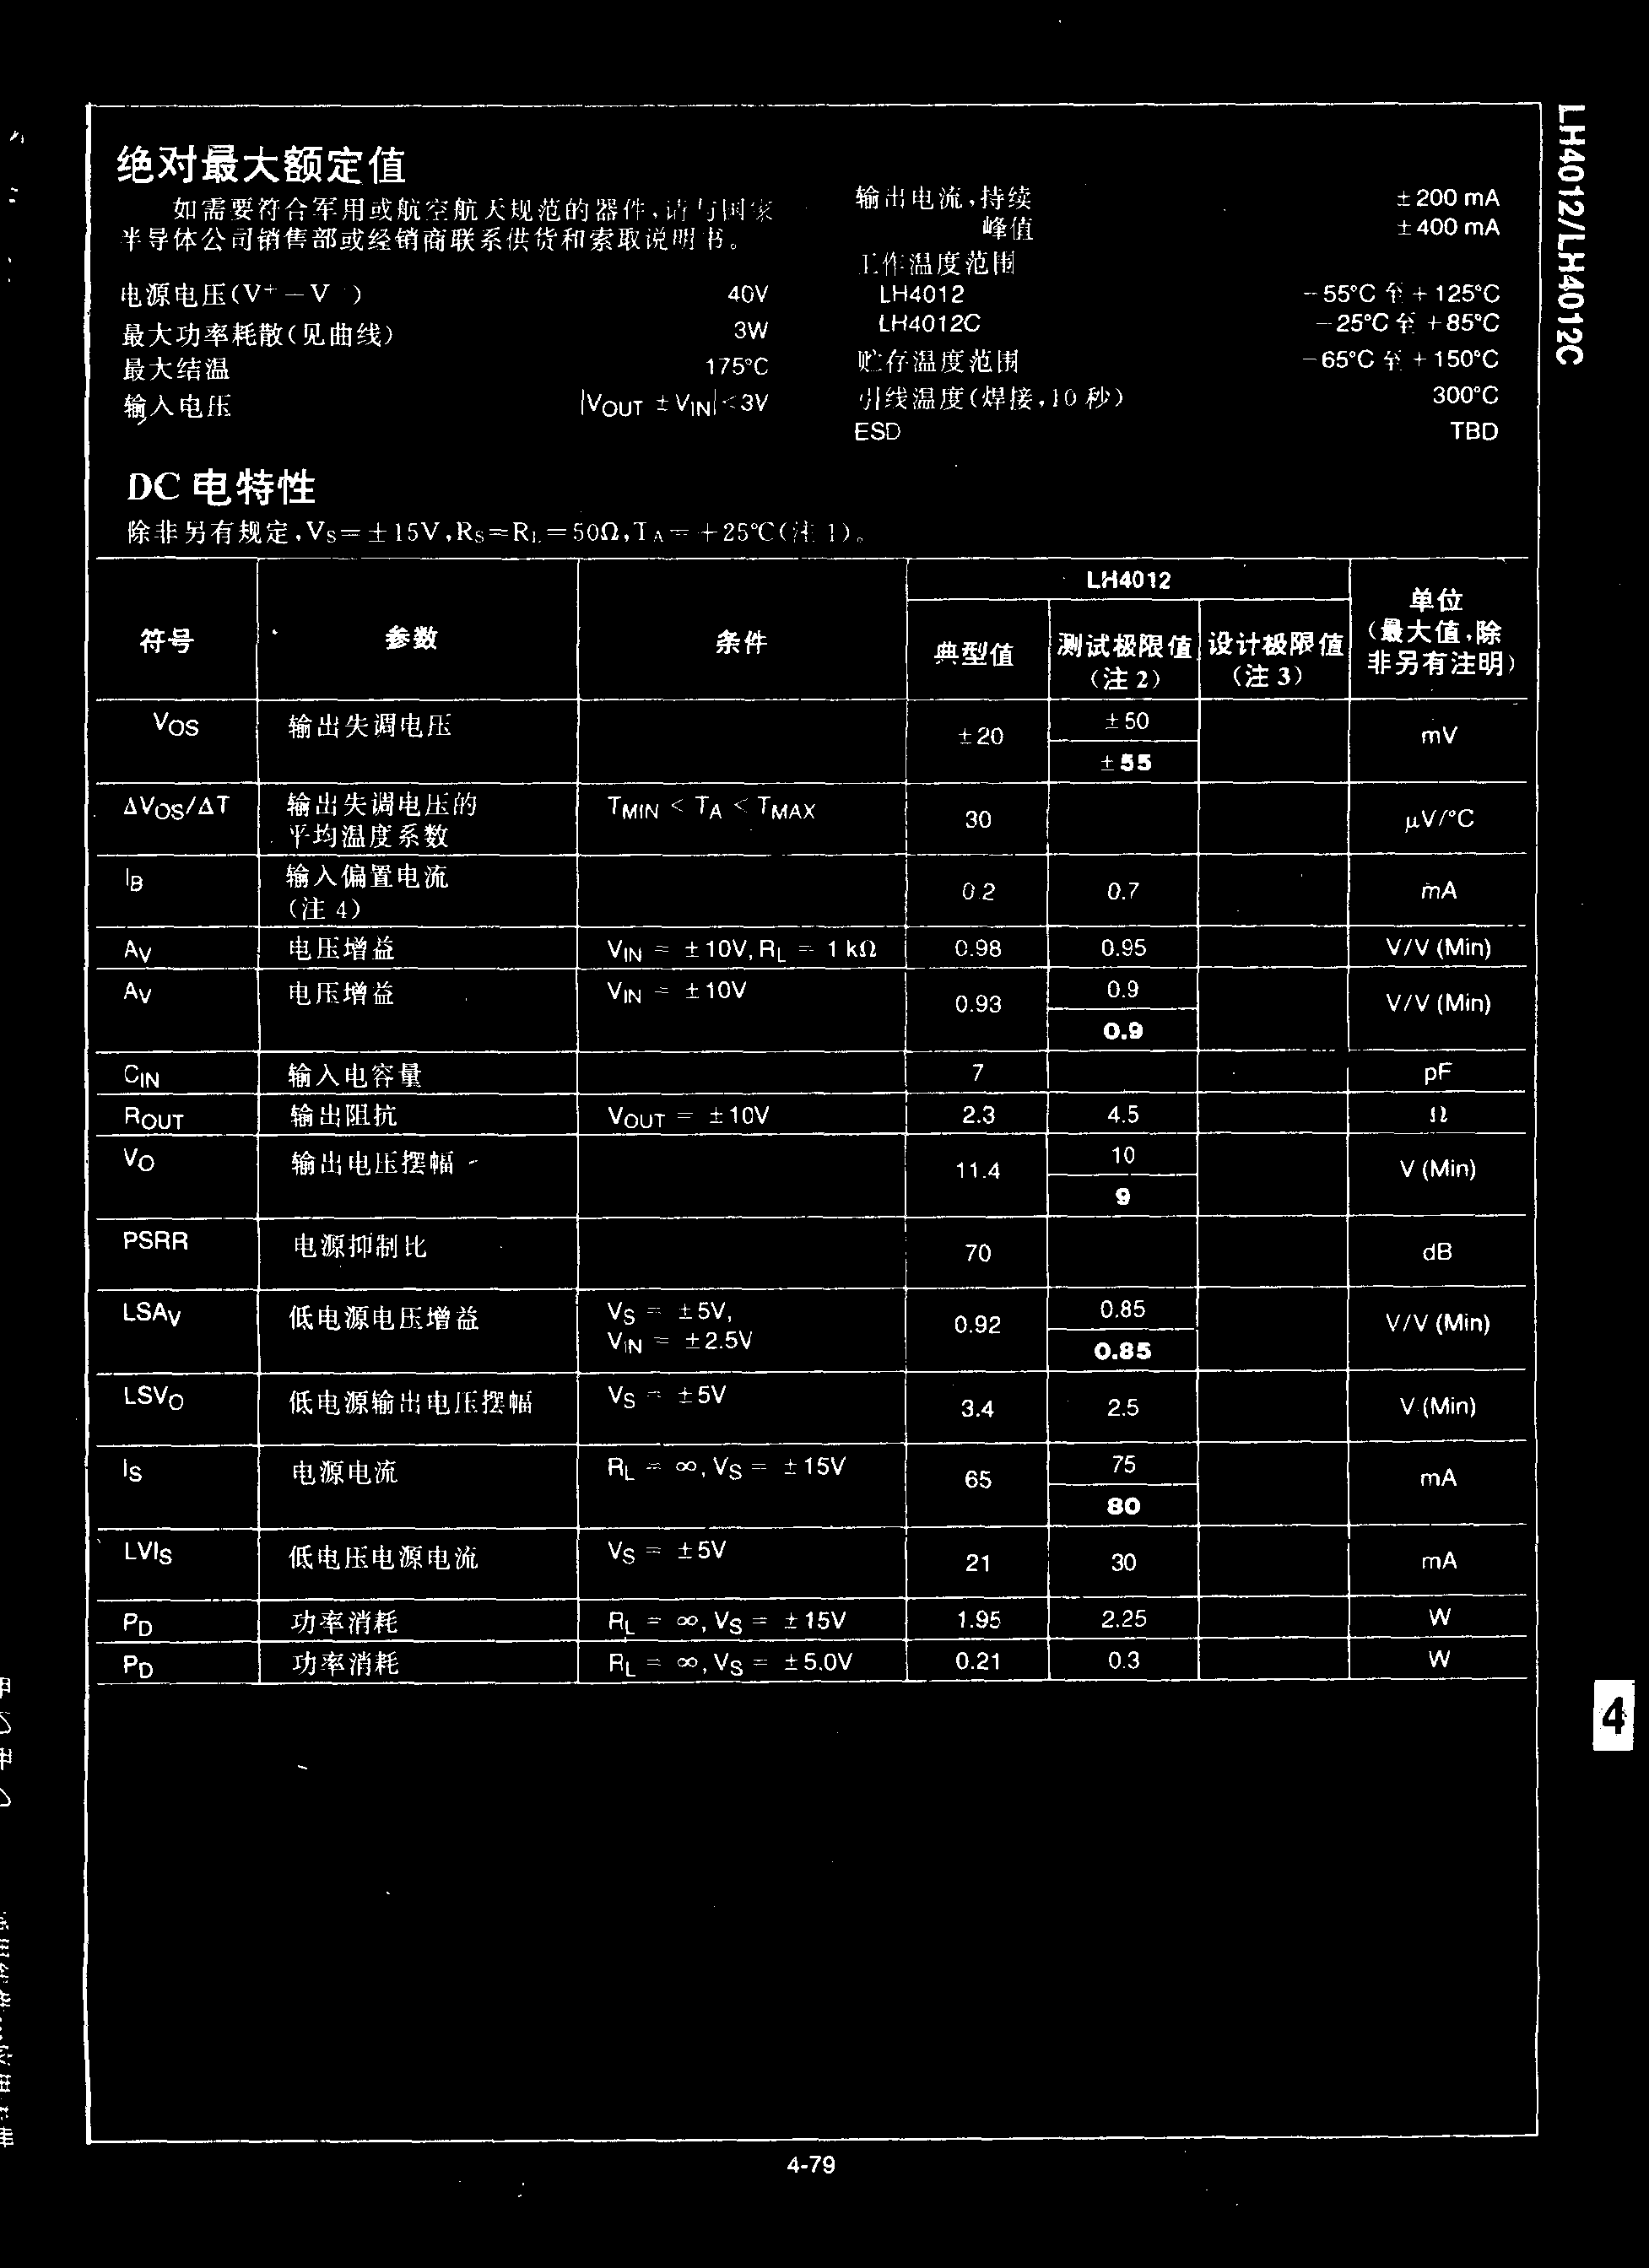 LH4012/LH4012C
绝对最大额定值
如需要符合军用或航空航天规范的器件,请与国家
半导体公司销售部或经销商联系供货和索取说明书。
电源电压(V⁺－V⁻) 40V
最大功率耗散(见曲线) 3W
最大结温 175°C
输入电压 |VOUT ± VIN|<3V
输出电流,持续 ±200 mA
峰值 ±400 mA
工作温度范围
LH4012 −55°C 至 +125°C
LH4012C −25°C 至 +85°C
贮存温度范围 −65°C 至 +150°C
引线温度(焊接,10 秒) 300°C
ESD TBD
DC 电特性
除非另有规定,VS=±15V,RS=RL=50Ω,TA=+25℃(注 1)。
符号 参数 条件 LH4012 单位
(最大值,除
非另有注明)
典型值 测试极限值 设计极限值
(注 2) (注 3)
VOS 输出失调电压 ±20 ±50 mV
±55
ΔVOS/ΔT 输出失调电压的 TMIN < TA < TMAX 30 μV/°C
平均温度系数
IB 输入偏置电流 0.2 0.7 mA
(注 4)
AV 电压增益 VIN = ±10V, RL = 1 kΩ 0.98 0.95 V/V (Min)
AV 电压增益 VIN = ±10V 0.93 0.9 V/V (Min)
0.9
CIN 输入电容量 7 pF
ROUT 输出阻抗 VOUT = ±10V 2.3 4.5 Ω
VO 输出电压摆幅 11.4 10 V (Min)
9
PSRR 电源抑制比 70 dB
LSAV 低电源电压增益 VS = ±5V, 0.92 0.85 V/V (Min)
VIN = ±2.5V 0.85
LSVO 低电源输出电压摆幅 VS = ±5V 3.4 2.5 V (Min)
IS 电源电流 RL = ∞, VS = ±15V 65 75 mA
80
LVIS 低电压电源电流 VS = ±5V 21 30 mA
PD 功率消耗 RL = ∞, VS = ±15V 1.95 2.25 W
PD 功率消耗 RL = ∞, VS = ±5.0V 0.21 0.3 W
4
4-79